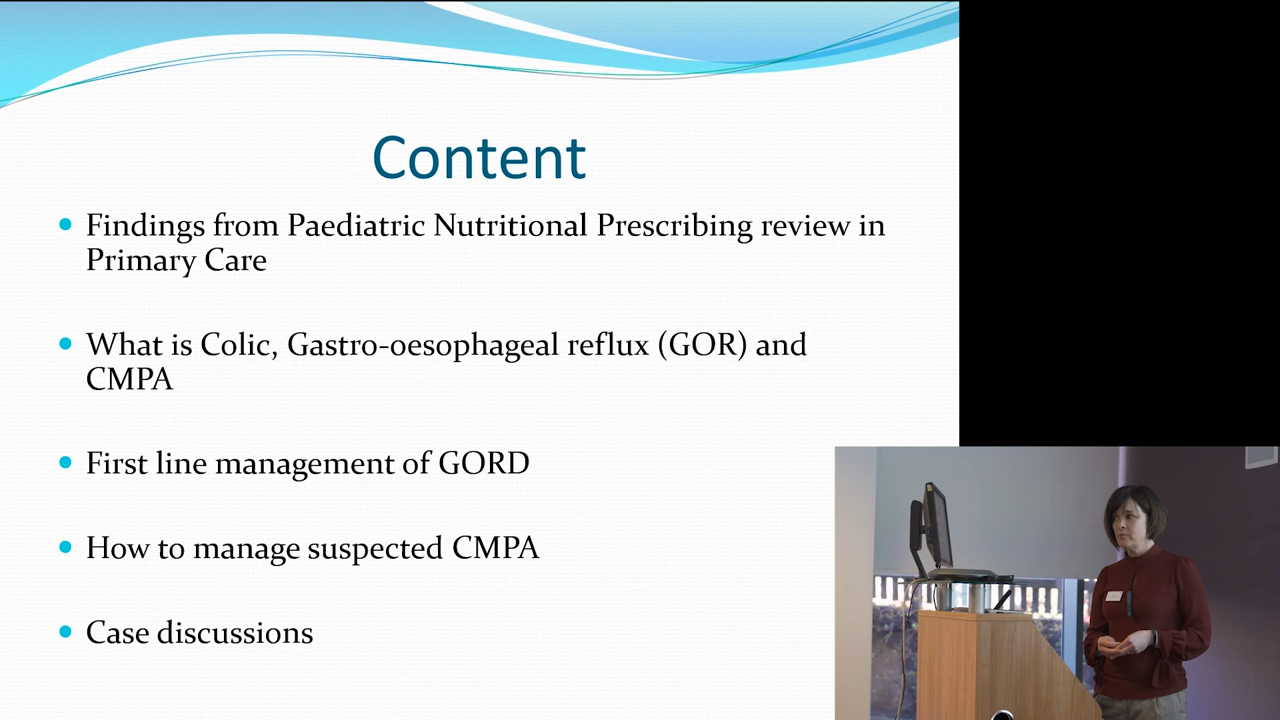 Content
Findings from Paediatric Nutritional Prescribing review in
Primary Care
What is Colic, Gastro-oesophageal reflux (GOR) and
CMPA
First line management of GORD
How to manage suspected CMPA
Case discussions